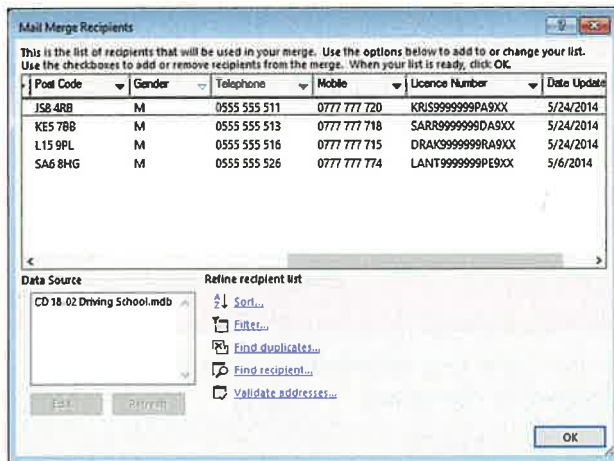 Mail Merge Recipients
This is the list of recipients that will be used in your merge. Use the options below to add to or change your list.
Use the checkboxes to add or remove recipients from the merge. When your list is ready, click OK.
Post Code Gender Telephone Mobile Licence Number Date Update
JS8 4RB M 0555 555 511 0777 777 720 KRIS9999999PA9XX 5/24/2014
KE5 7BB M 0555 555 513 0777 777 718 SARR9999999DA9XX 5/24/2014
L15 9PL M 0555 555 516 0777 777 715 DRAK9999999RA9XX 5/24/2014
SA6 8HG M 0555 555 526 0777 777 774 LANT9999999PE9XX 5/6/2014
Data Source
CD 18-02 Driving School.mdb
Edit... Refresh
Refine recipient list
Sort...
Filter...
Find duplicates...
Find recipient...
Validate addresses...
OK